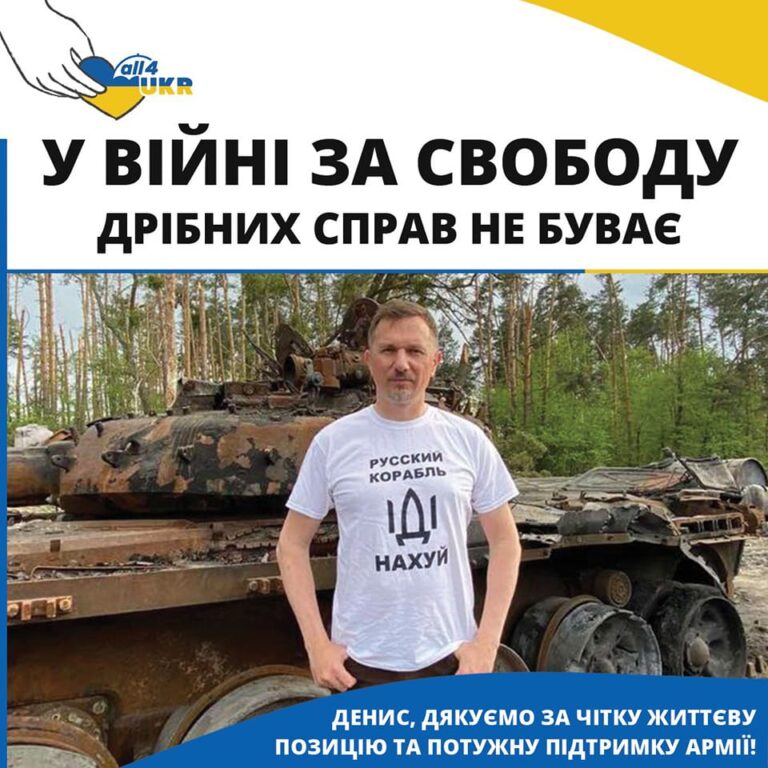 all4
UKR
У ВІЙНІ ЗА СВОБОДУ
ДРІБНИХ СПРАВ НЕ БУВАЄ
РУССКИЙ
КОРАБЛЬ
ІДІ
НАХУЙ
ДЕНИС, ДЯКУЄМО ЗА ЧІТКУ ЖИТТЄВУ
ПОЗИЦІЮ ТА ПОТУЖНУ ПІДТРИМКУ АРМІЇ!